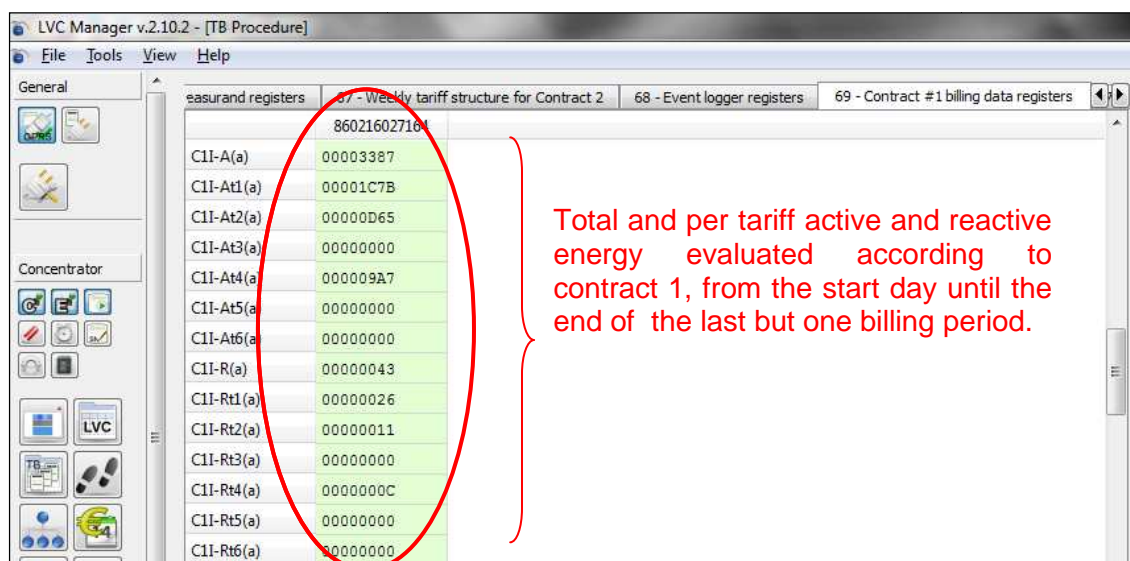 LVC Manager v.2.10.2 - [TB Procedure]
File Tools View Help
General
easurand registers
67 - Weekly tariff structure for Contract 2
68 - Event logger registers
69 - Contract #1 billing data registers
860216027164
C1I-A(a) 00003387
C1I-At1(a) 00001C7B
C1I-At2(a) 00000D65
C1I-At3(a) 00000000
C1I-At4(a) 000009A7
C1I-At5(a) 00000000
C1I-At6(a) 00000000
C1I-R(a) 00000043
C1I-Rt1(a) 00000026
C1I-Rt2(a) 00000011
C1I-Rt3(a) 00000000
C1I-Rt4(a) 0000000C
C1I-Rt5(a) 00000000
C1I-Rt6(a) 00000000
Total and per tariff active and reactive
energy evaluated according to
contract 1, from the start day until the
end of the last but one billing period.
GPRS
Concentrator
LVC
TB